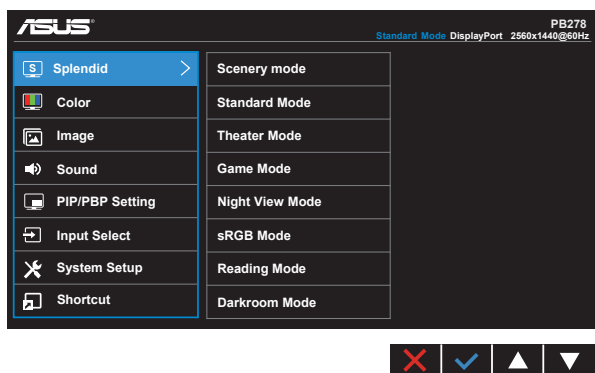 ASUS
PB278
Standard Mode DisplayPort 2560x1440@60Hz
S Splendid
Color
Image
Sound
PIP/PBP Setting
Input Select
System Setup
Shortcut
Scenery mode
Standard Mode
Theater Mode
Game Mode
Night View Mode
sRGB Mode
Reading Mode
Darkroom Mode